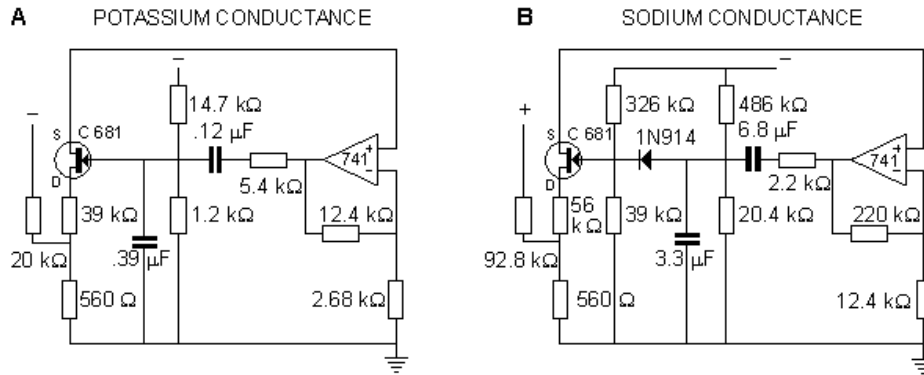 A POTASSIUM CONDUCTANCE
−
14.7 kΩ
−
.12 µF
S C 681
741
+
−
D
5.4 kΩ
39 kΩ
1.2 kΩ
12.4 kΩ
20 kΩ
.39 µF
560 Ω
2.68 kΩ
B SODIUM CONDUCTANCE
−
+
326 kΩ
486 kΩ
S C 681
1N914
6.8 µF
741
+
−
D
2.2 kΩ
56 kΩ
39 kΩ
20.4 kΩ
220 kΩ
92.8 kΩ
3.3 µF
560 Ω
12.4 kΩ